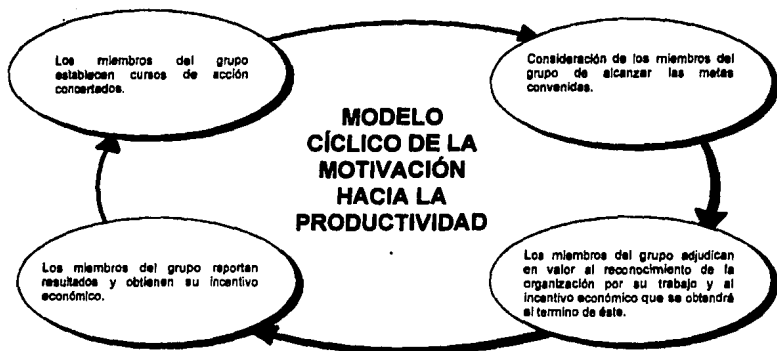 Los miembros del grupo
establecen cursos de acción
concertados.
Consideración de los miembros del
grupo de alcanzar las metas
convenidas.
MODELO
CÍCLICO DE LA
MOTIVACIÓN
HACIA LA
PRODUCTIVIDAD
Los miembros del grupo reportan
resultados y obtienen su incentivo
económico.
Los miembros del grupo adjudican
en valor al reconocimiento de la
organización por su trabajo y al
incentivo económico que se obtendrá
al termino de éste.